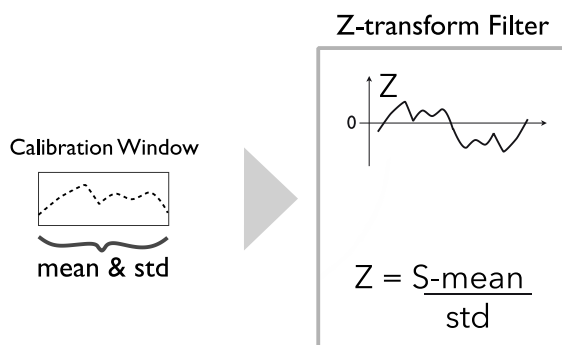 Z-transform Filter
Z
0
Calibration Window
mean & std
Z = S-mean
std